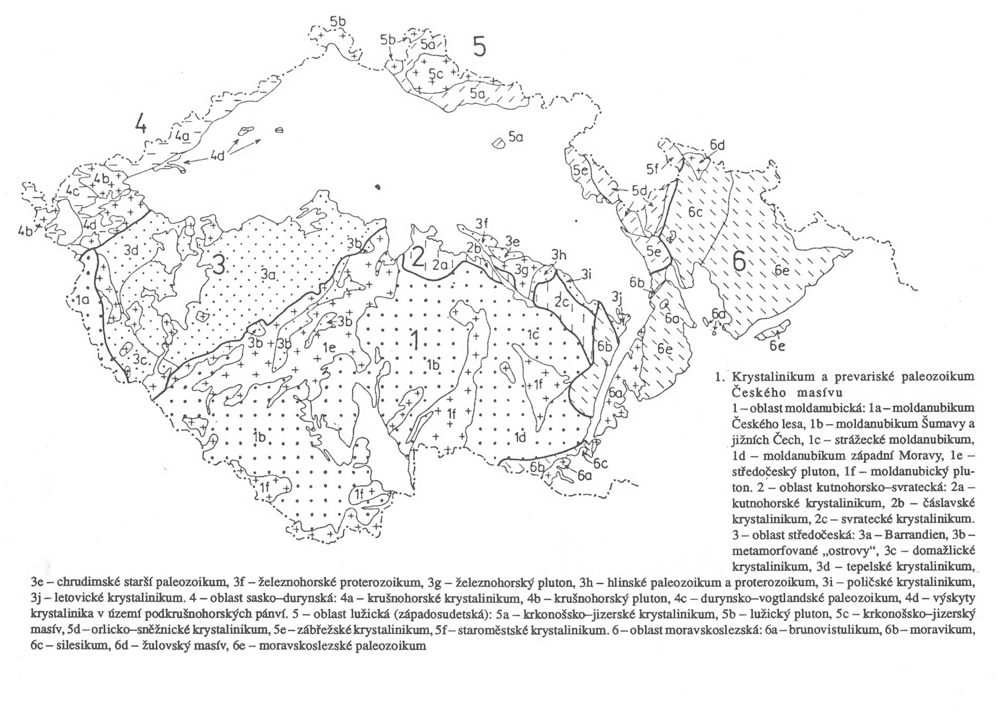 5b
5b
5a
5
5c
5a
4
4a
5a
4d
6d
5f
5e
4b
4c
5d
6c
4b
4d
3f
3b
3e
2b
3d
5e
3h
3
2
2a
6
3a
3g
6e
3i
6b
1a
2c
3j
6a
6a
3b
1
1c
3b
3b
1e
6b
6e
6e
3c
1b
1f
6a
1f
1b
1d
6c
6b
6a
1f
1f
1. Krystalinikum a prevariské paleozoikum
Českého masívu
1 – oblast moldanubická: 1a – moldanubikum
Českého lesa, 1b – moldanubikum Šumavy a
jižních Čech, 1c – strážecké moldanubikum,
1d – moldanubikum západní Moravy, 1e –
středočeský pluton, 1f – moldanubický plu-
ton. 2 – oblast kutnohorsko–svratecká: 2a –
kutnohorské krystalinikum, 2b – čáslavské
krystalinikum, 2c – svratecké krystalinikum.
3 – oblast středočeská: 3a – Barrandien, 3b –
metamorfované „ostrovy“, 3c – domažlické
krystalinikum, 3d – tepelské krystalinikum,
3e – chrudimské starší paleozoikum, 3f – železnohorské proterozoikum, 3g – železnohorský pluton, 3h – hlinské paleozoikum a proterozoikum, 3i – poličské krystalinikum,
3j – letovické krystalinikum. 4 – oblast sasko–durynská: 4a – krušnohorské krystalinikum, 4b – krušnohorský pluton, 4c – durynsko–vogtlandské paleozoikum, 4d – výskyty
krystalinika v území podkrušnohorských pánví. 5 – oblast lužická (západosudetská): 5a – krkonošsko–jizerské krystalinikum, 5b – lužický pluton, 5c – krkonošsko–jizerský
masív, 5d – orlicko–sněžnické krystalinikum, 5e – zábřežské krystalinikum, 5f – staroměstské krystalinikum. 6 – oblast moravskoslezská: 6a – brunovistulikum, 6b – moravikum,
6c – silesikum, 6d – žulovský masív, 6e – moravskoslezské paleozoikum